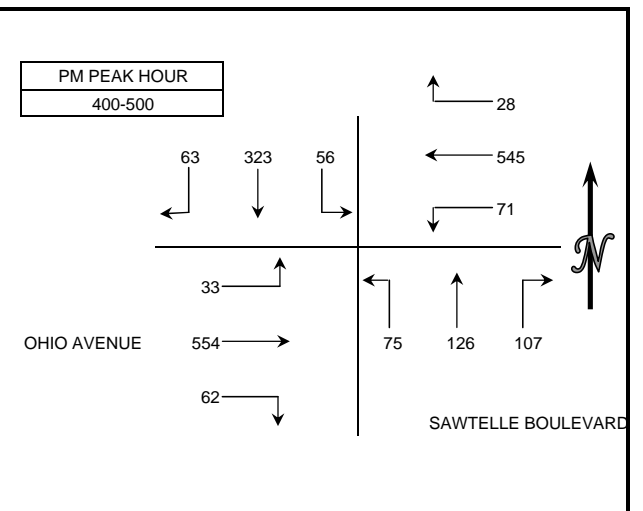 PM PEAK HOUR
400-500
28
63 323 56
545
71
N
33
OHIO AVENUE 554
75 126 107
62
SAWTELLE BOULEVARD